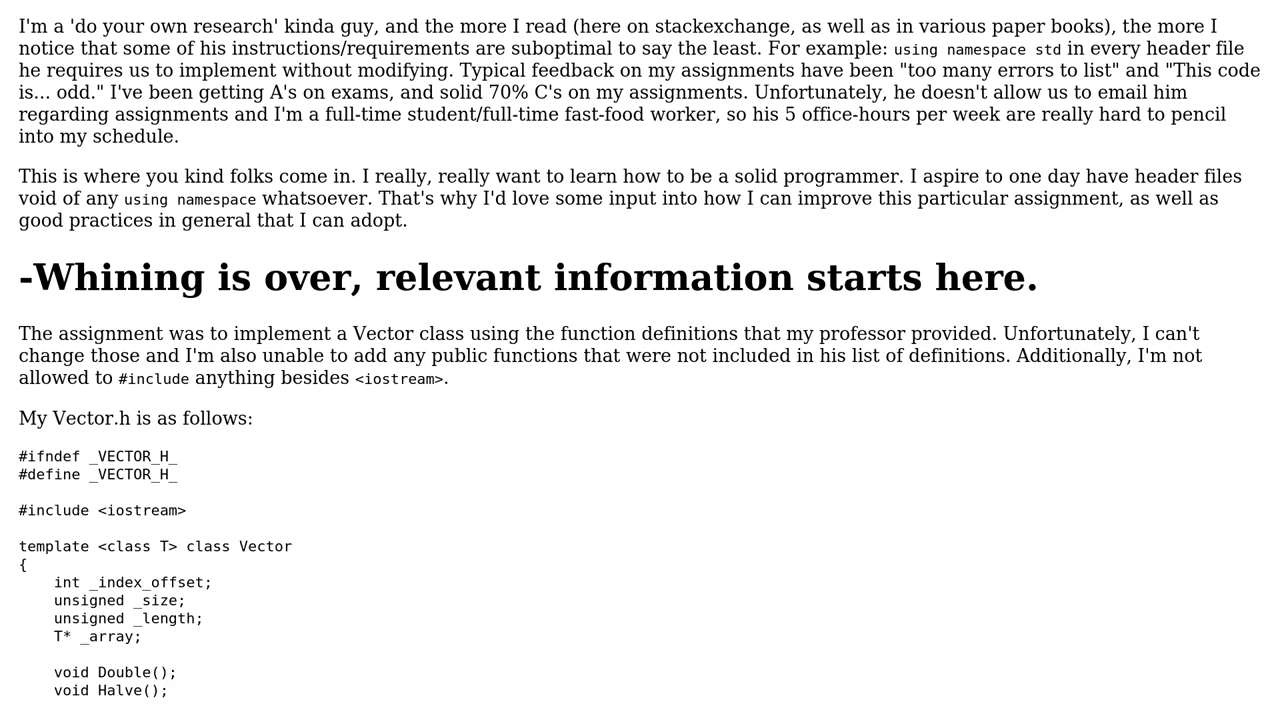 I'm a 'do your own research' kinda guy, and the more I read (here on stackexchange, as well as in various paper books), the more I
notice that some of his instructions/requirements are suboptimal to say the least. For example: using namespace std in every header file
he requires us to implement without modifying. Typical feedback on my assignments have been "too many errors to list" and "This code
is... odd." I've been getting A's on exams, and solid 70% C's on my assignments. Unfortunately, he doesn't allow us to email him
regarding assignments and I'm a full-time student/full-time fast-food worker, so his 5 office-hours per week are really hard to pencil
into my schedule.
This is where you kind folks come in. I really, really want to learn how to be a solid programmer. I aspire to one day have header files
void of any using namespace whatsoever. That's why I'd love some input into how I can improve this particular assignment, as well as
good practices in general that I can adopt.
-Whining is over, relevant information starts here.
The assignment was to implement a Vector class using the function definitions that my professor provided. Unfortunately, I can't
change those and I'm also unable to add any public functions that were not included in his list of definitions. Additionally, I'm not
allowed to #include anything besides <iostream>.
My Vector.h is as follows:
#ifndef _VECTOR_H_
#define _VECTOR_H_
#include <iostream>
template <class T> class Vector
{
    int _index_offset;
    unsigned _size;
    unsigned _length;
    T* _array;
    void Double();
    void Halve();